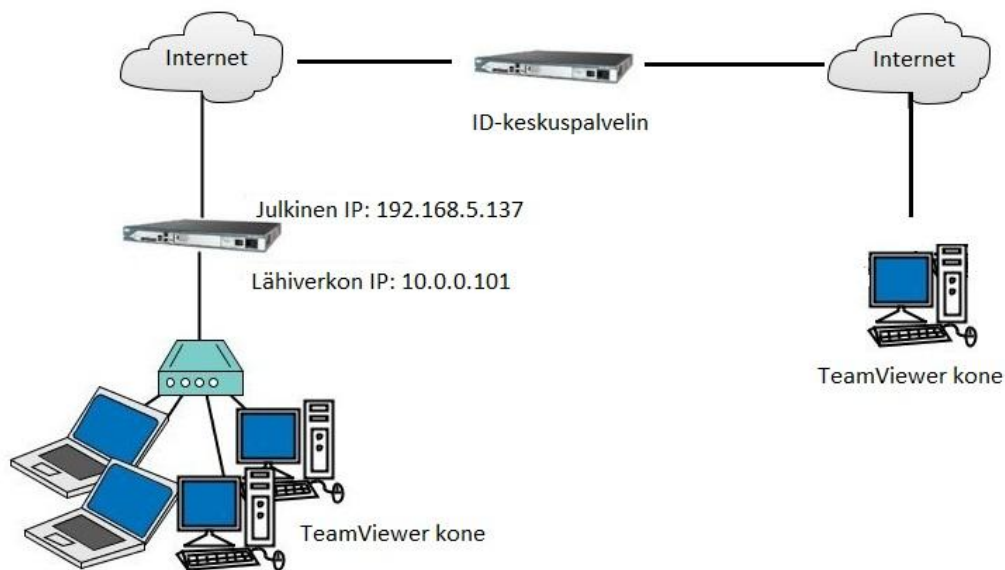 Internet
Internet
ID-keskuspalvelin
Julkinen IP: 192.168.5.137
Lähiverkon IP: 10.0.0.101
TeamViewer kone
TeamViewer kone